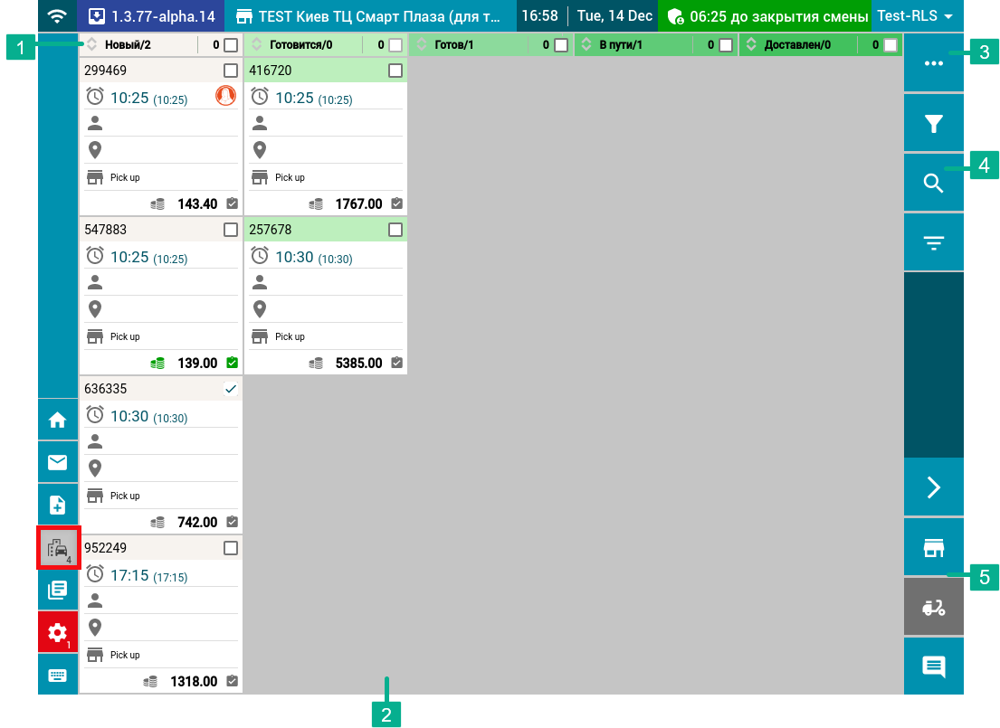 1.3.77-alpha.14 TEST Киев ТЦ Смарт Плаза (для т... 16:58 Tue, 14 Dec 06:25 до закрытия смены Test-RLS
1 Новый/2 0 Готовится/0 0 Готов/1 0 В пути/1 0 Доставлен/0 0 3
299469 416720
10:25 (10:25) 10:25 (10:25)
4
Pick up Pick up
143.40 1767.00
547883 257678
10:25 (10:25) 10:30 (10:30)
Pick up Pick up
139.00 5385.00
636335
10:30 (10:30)
Pick up
742.00
952249
4
17:15 (17:15) 5
1
Pick up
1318.00
2